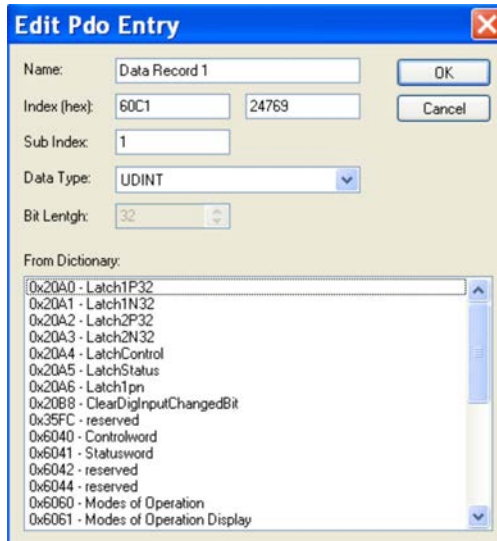 Edit Pdo Entry
Name: Data Record 1 OK
Index (hex): 60C1 24769 Cancel
Sub Index: 1
Data Type: UDINT
Bit Lentgh: 32
From Dictionary:
0x20A0 - Latch1P32
0x20A1 - Latch1N32
0x20A2 - Latch2P32
0x20A3 - Latch2N32
0x20A4 - LatchControl
0x20A5 - LatchStatus
0x20A6 - Latch1pn
0x20B8 - ClearDigInputChangedBit
0x35FC - reserved
0x6040 - Controlword
0x6041 - Statusword
0x6042 - reserved
0x6044 - reserved
0x6060 - Modes of Operation
0x6061 - Modes of Operation Display